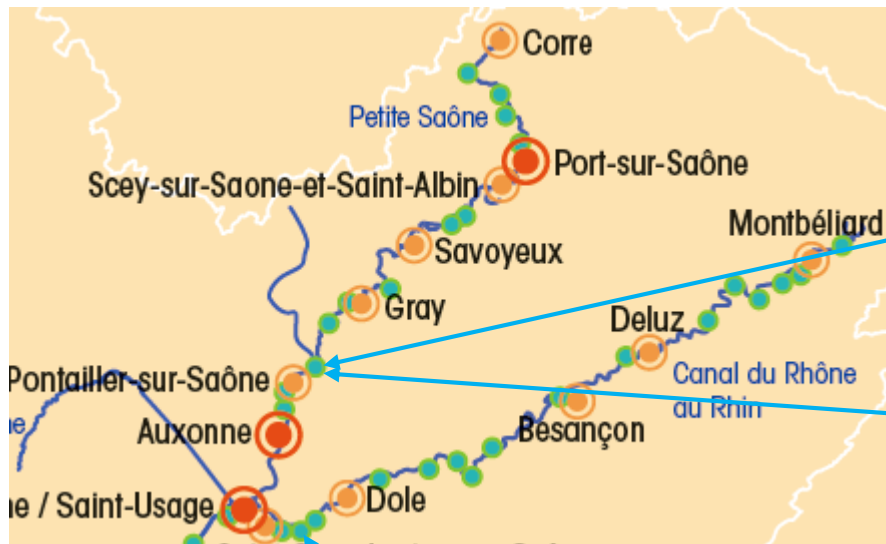 Corre
Petite Saône
Port-sur-Saône
Scey-sur-Saone-et-Saint-Albin
Montbéliard
Savoyeux
Gray
Deluz
Pontailler-sur-Saône
Canal du Rhône
au Rhin
Auxonne
Besançon
/ Saint-Usage
Dole